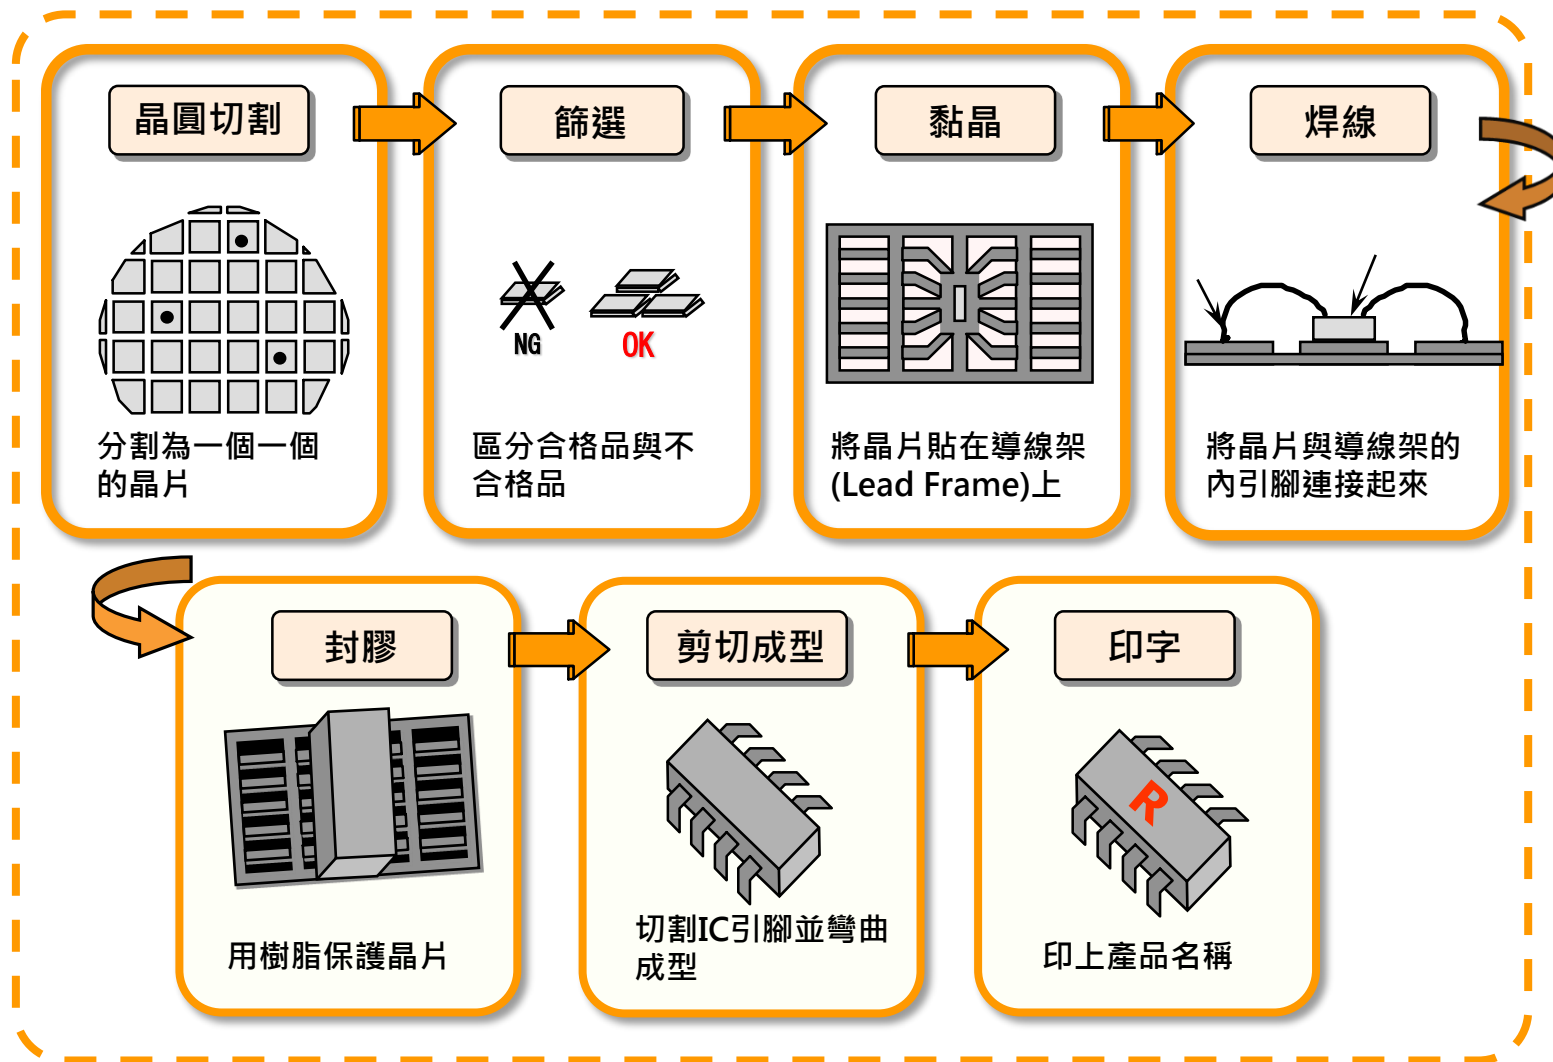 晶圓切割
篩選
黏晶
焊線
NG
OK
分割為一個一個
的晶片
區分合格品與不
合格品
將晶片貼在導線架
(Lead Frame)上
將晶片與導線架的
內引腳連接起來
封膠
剪切成型
印字
R
用樹脂保護晶片
切割IC引腳並彎曲
成型
印上產品名稱